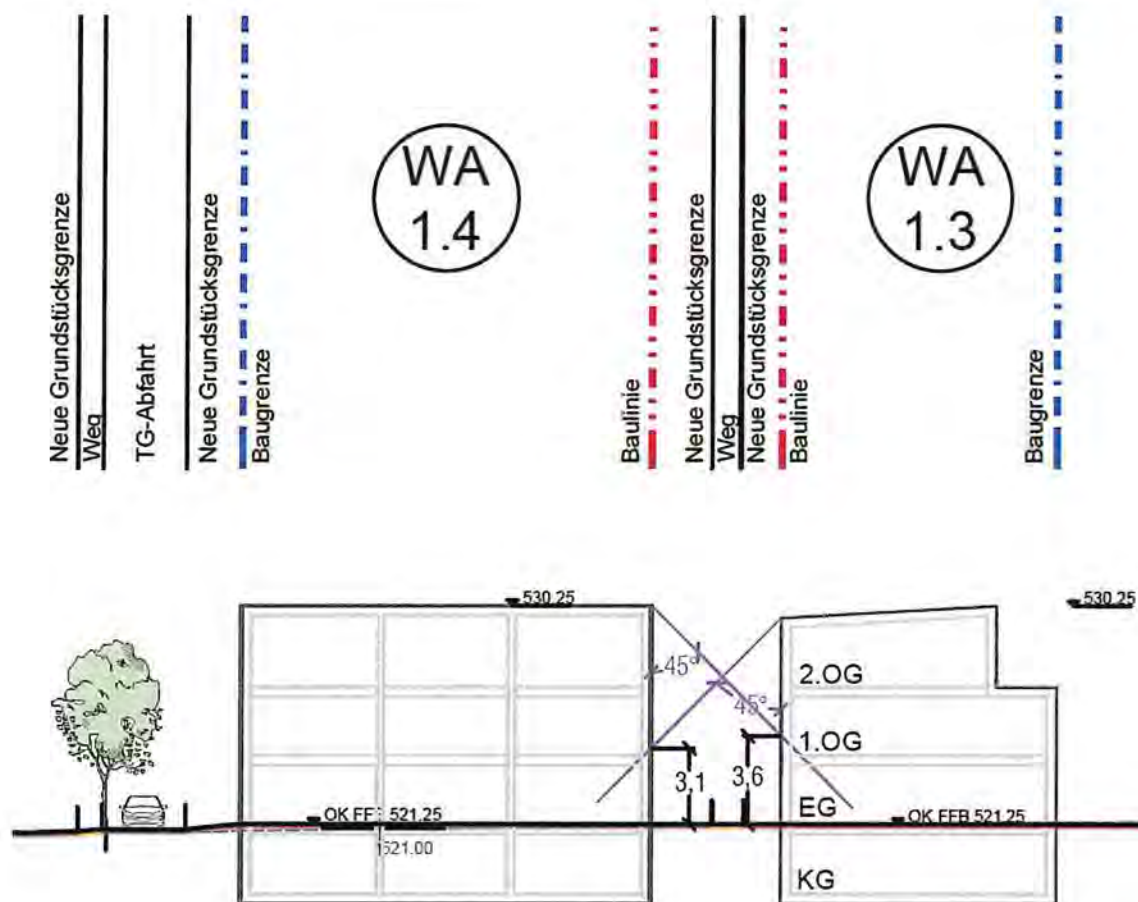 Neue Grundstücksgrenze
Weg
TG-Abfahrt
Neue Grundstücksgrenze
Baugrenze
WA
1.4
Baulinie
Neue Grundstücksgrenze
Weg
Neue Grundstücksgrenze
Baulinie
WA
1.3
Baugrenze
530.25
530.25
45°
45°
2.OG
1.OG
3,1
3,6
EG
OK FF 521.25
OK FFB 521.25
521.00
KG